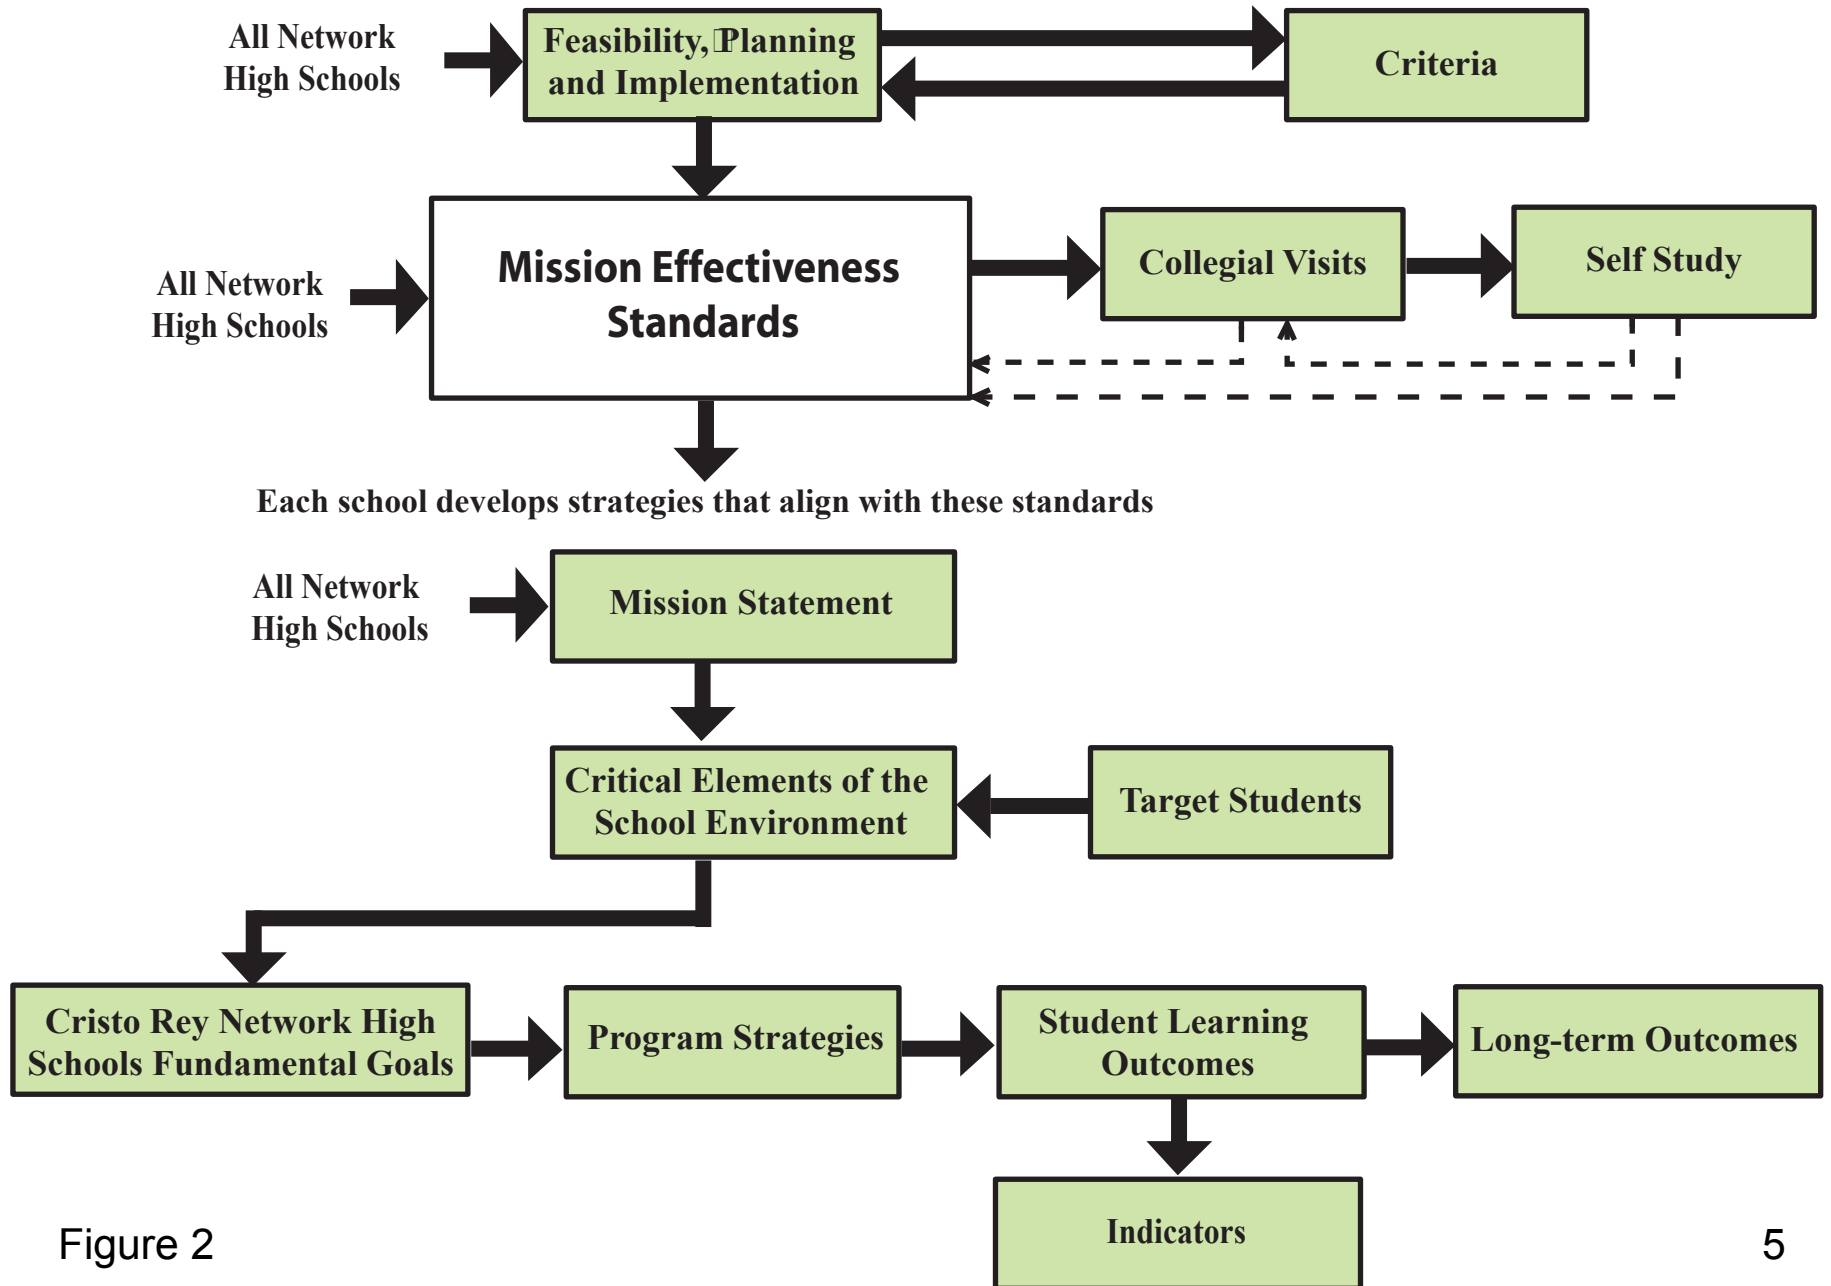 All Network
High Schools
Feasibility, Planning
and Implementation
Criteria
All Network
High Schools
Mission Effectiveness
Standards
Collegial Visits
Self Study
Each school develops strategies that align with these standards
All Network
High Schools
Mission Statement
Critical Elements of the
School Environment
Target Students
Cristo Rey Network High
Schools Fundamental Goals
Program Strategies
Student Learning
Outcomes
Long-term Outcomes
Indicators
Figure 2
5